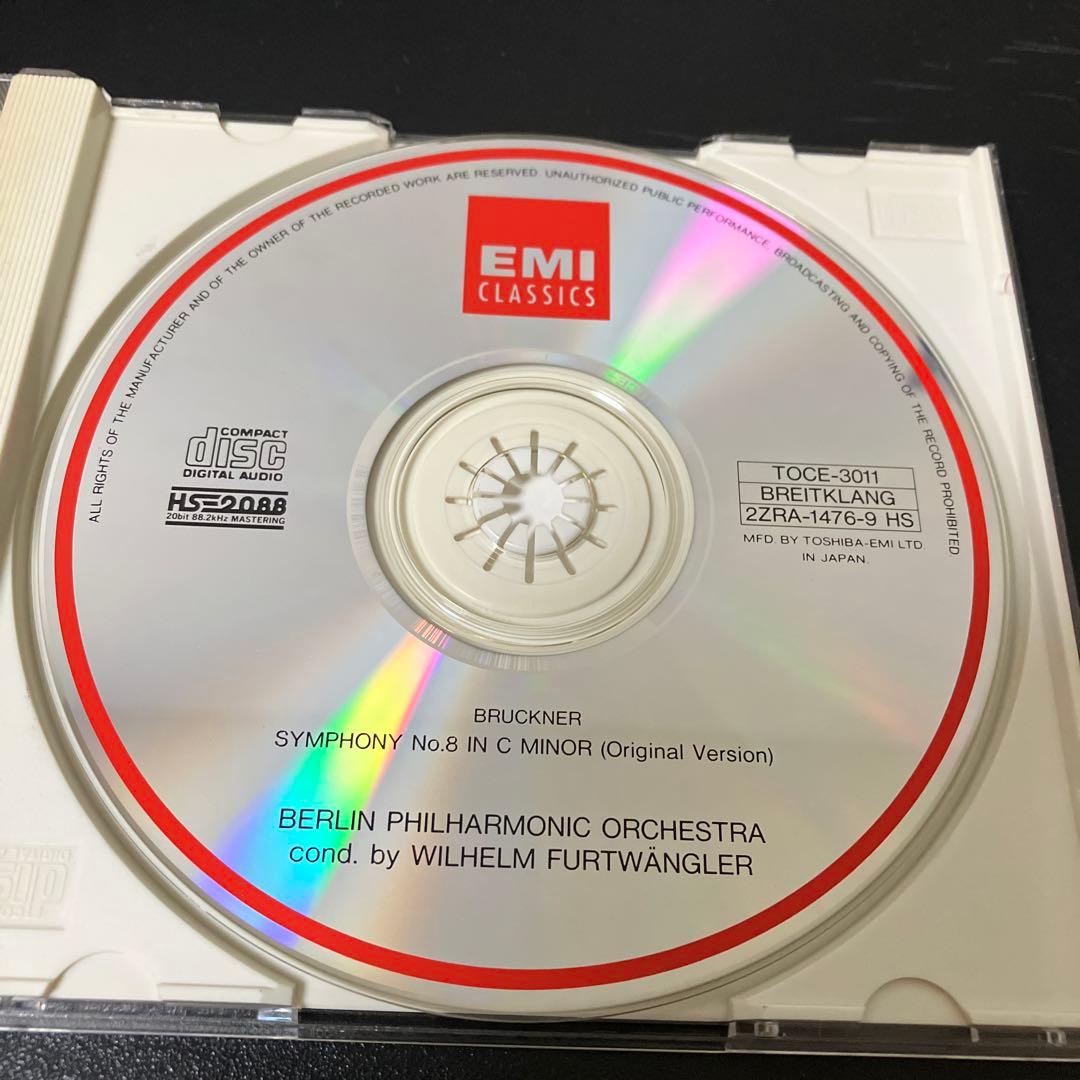 ALL RIGHTS OF THE MANUFACTURER AND OF THE OWNER OF THE RECORDED WORK ARE RESERVED. UNAUTHORIZED PUBLIC PERFORMANCE, BROADCASTING AND COPYING OF THE RECORD PROHIBITED.
EMI
CLASSICS
COMPACT
disc
DIGITAL AUDIO
HS-2088
20bit 88.2kHz MASTERING
TOCE-3011
BREITKLANG
2ZRA-1476-9 HS
MFD. BY TOSHIBA-EMI LTD.
IN JAPAN.
BRUCKNER
SYMPHONY No.8 IN C MINOR (Original Version)
BERLIN PHILHARMONIC ORCHESTRA
cond. by WILHELM FURTWÄNGLER